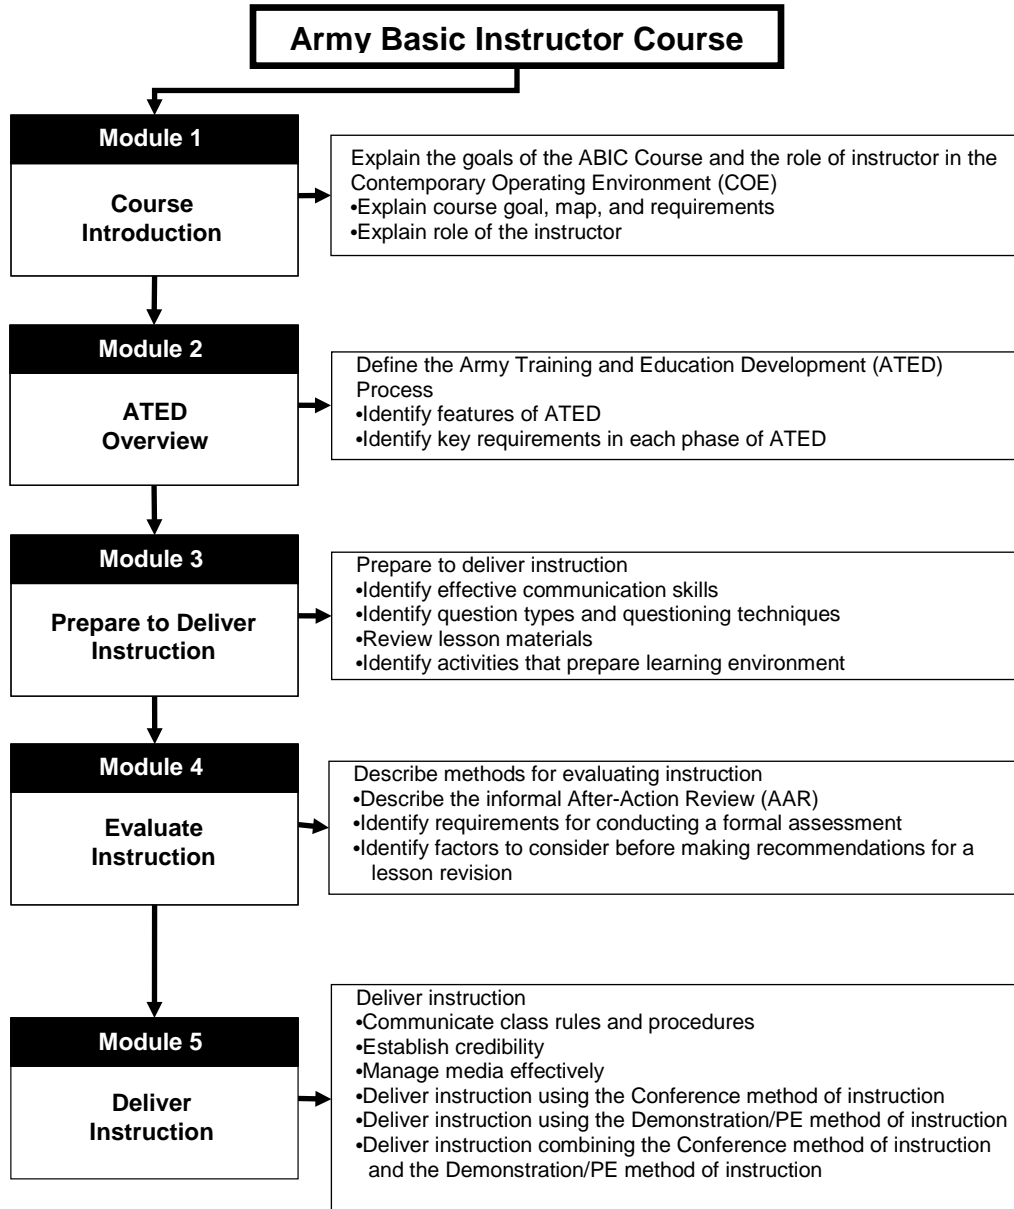 Army Basic Instructor Course
Module 1
Course
Introduction
Explain the goals of the ABIC Course and the role of instructor in the
Contemporary Operating Environment (COE)
•Explain course goal, map, and requirements
•Explain role of the instructor
Module 2
ATED
Overview
Define the Army Training and Education Development (ATED)
Process
•Identify features of ATED
•Identify key requirements in each phase of ATED
Module 3
Prepare to Deliver
Instruction
Prepare to deliver instruction
•Identify effective communication skills
•Identify question types and questioning techniques
•Review lesson materials
•Identify activities that prepare learning environment
Module 4
Evaluate
Instruction
Describe methods for evaluating instruction
•Describe the informal After-Action Review (AAR)
•Identify requirements for conducting a formal assessment
•Identify factors to consider before making recommendations for a
lesson revision
Module 5
Deliver
Instruction
Deliver instruction
•Communicate class rules and procedures
•Establish credibility
•Manage media effectively
•Deliver instruction using the Conference method of instruction
•Deliver instruction using the Demonstration/PE method of instruction
•Deliver instruction combining the Conference method of instruction
and the Demonstration/PE method of instruction